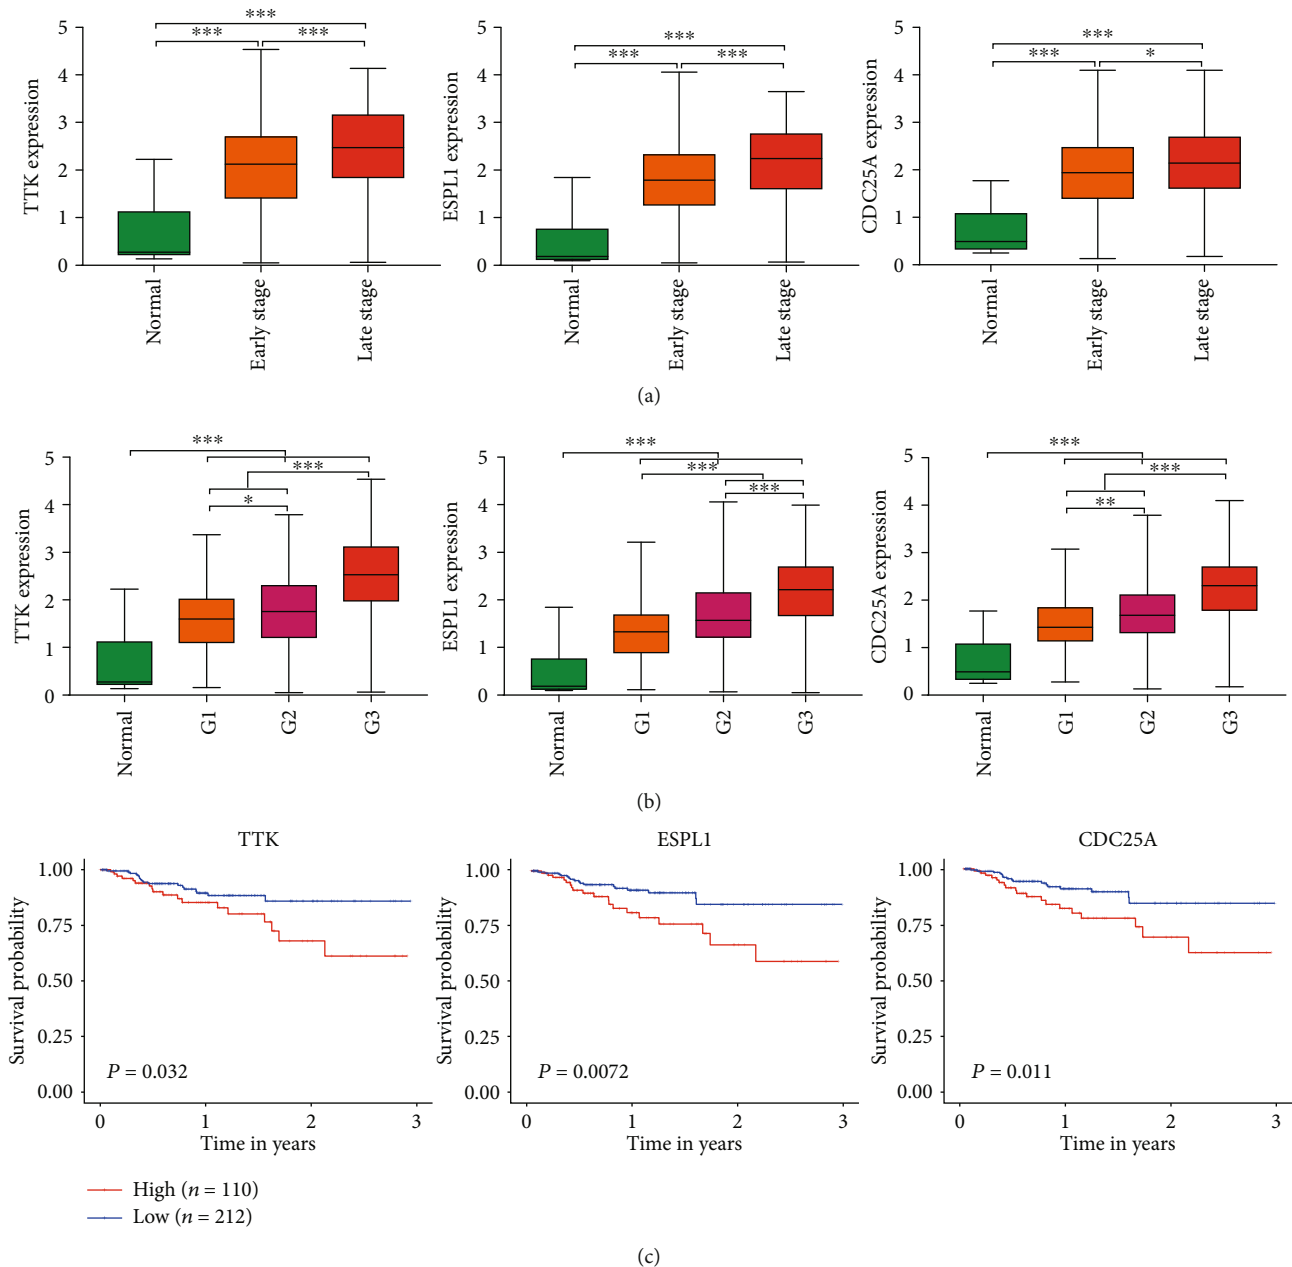 *** *** ***
*** *** ***
*** *** *
TTK expression
5
4
3
2
1
0
Normal
Early stage
Late stage
ESPL1 expression
5
4
3
2
1
0
Normal
Early stage
Late stage
CDC25A expression
5
4
3
2
1
0
Normal
Early stage
Late stage
(a)
***
***
*
TTK expression
5
4
3
2
1
0
Normal
G1
G2
G3
***
***
***
ESPL1 expression
5
4
3
2
1
0
Normal
G1
G2
G3
***
***
**
CDC25A expression
5
4
3
2
1
0
Normal
G1
G2
G3
(b)
TTK
Survival probability
1.00
0.75
0.50
0.25
0.00
P = 0.032
0 1 2 3
Time in years
ESPL1
Survival probability
1.00
0.75
0.50
0.25
0.00
P = 0.0072
0 1 2 3
Time in years
CDC25A
Survival probability
1.00
0.75
0.50
0.25
0.00
P = 0.011
0 1 2 3
Time in years
High (n = 110)
Low (n = 212)
(c)